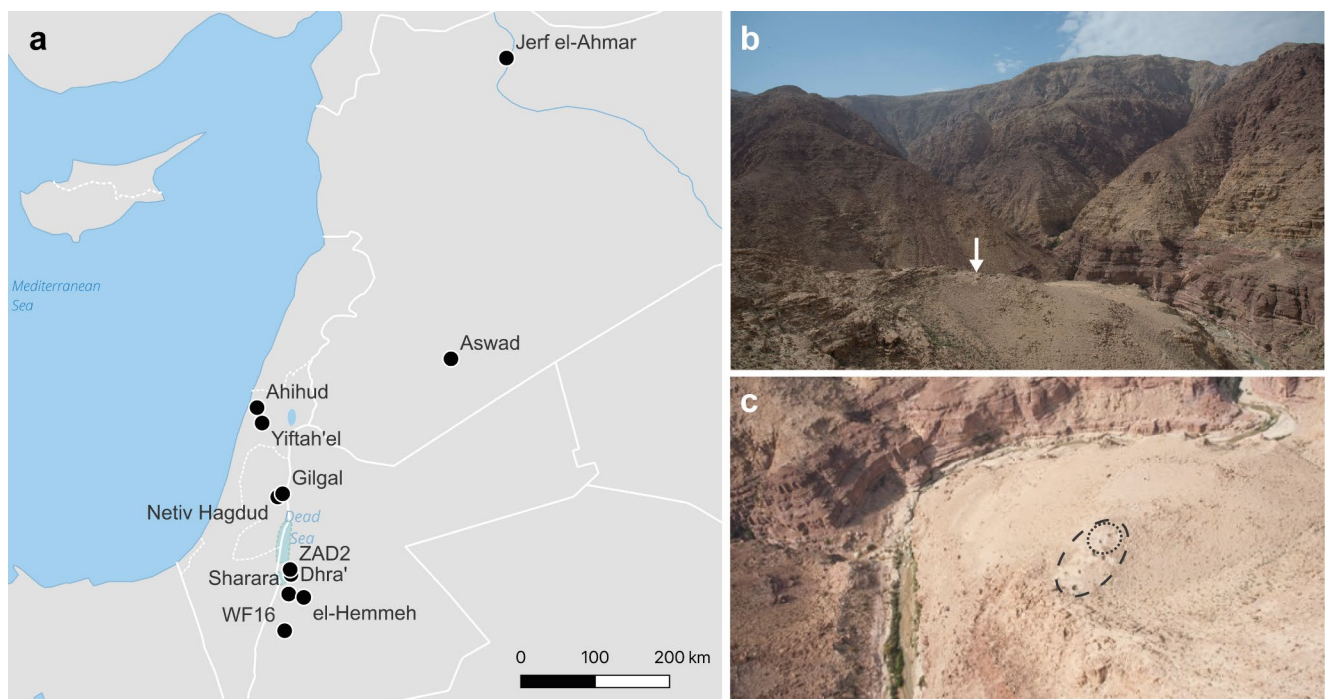 a
Jerf el-Ahmar
Mediterranean
Sea
Aswad
Ahihud
Yiftah'el
Gilgal
Netiv Hagdud
Dead
Sea
ZAD2
Sharara
Dhra'
WF16
el-Hemmeh
0 100 200 km
b
c